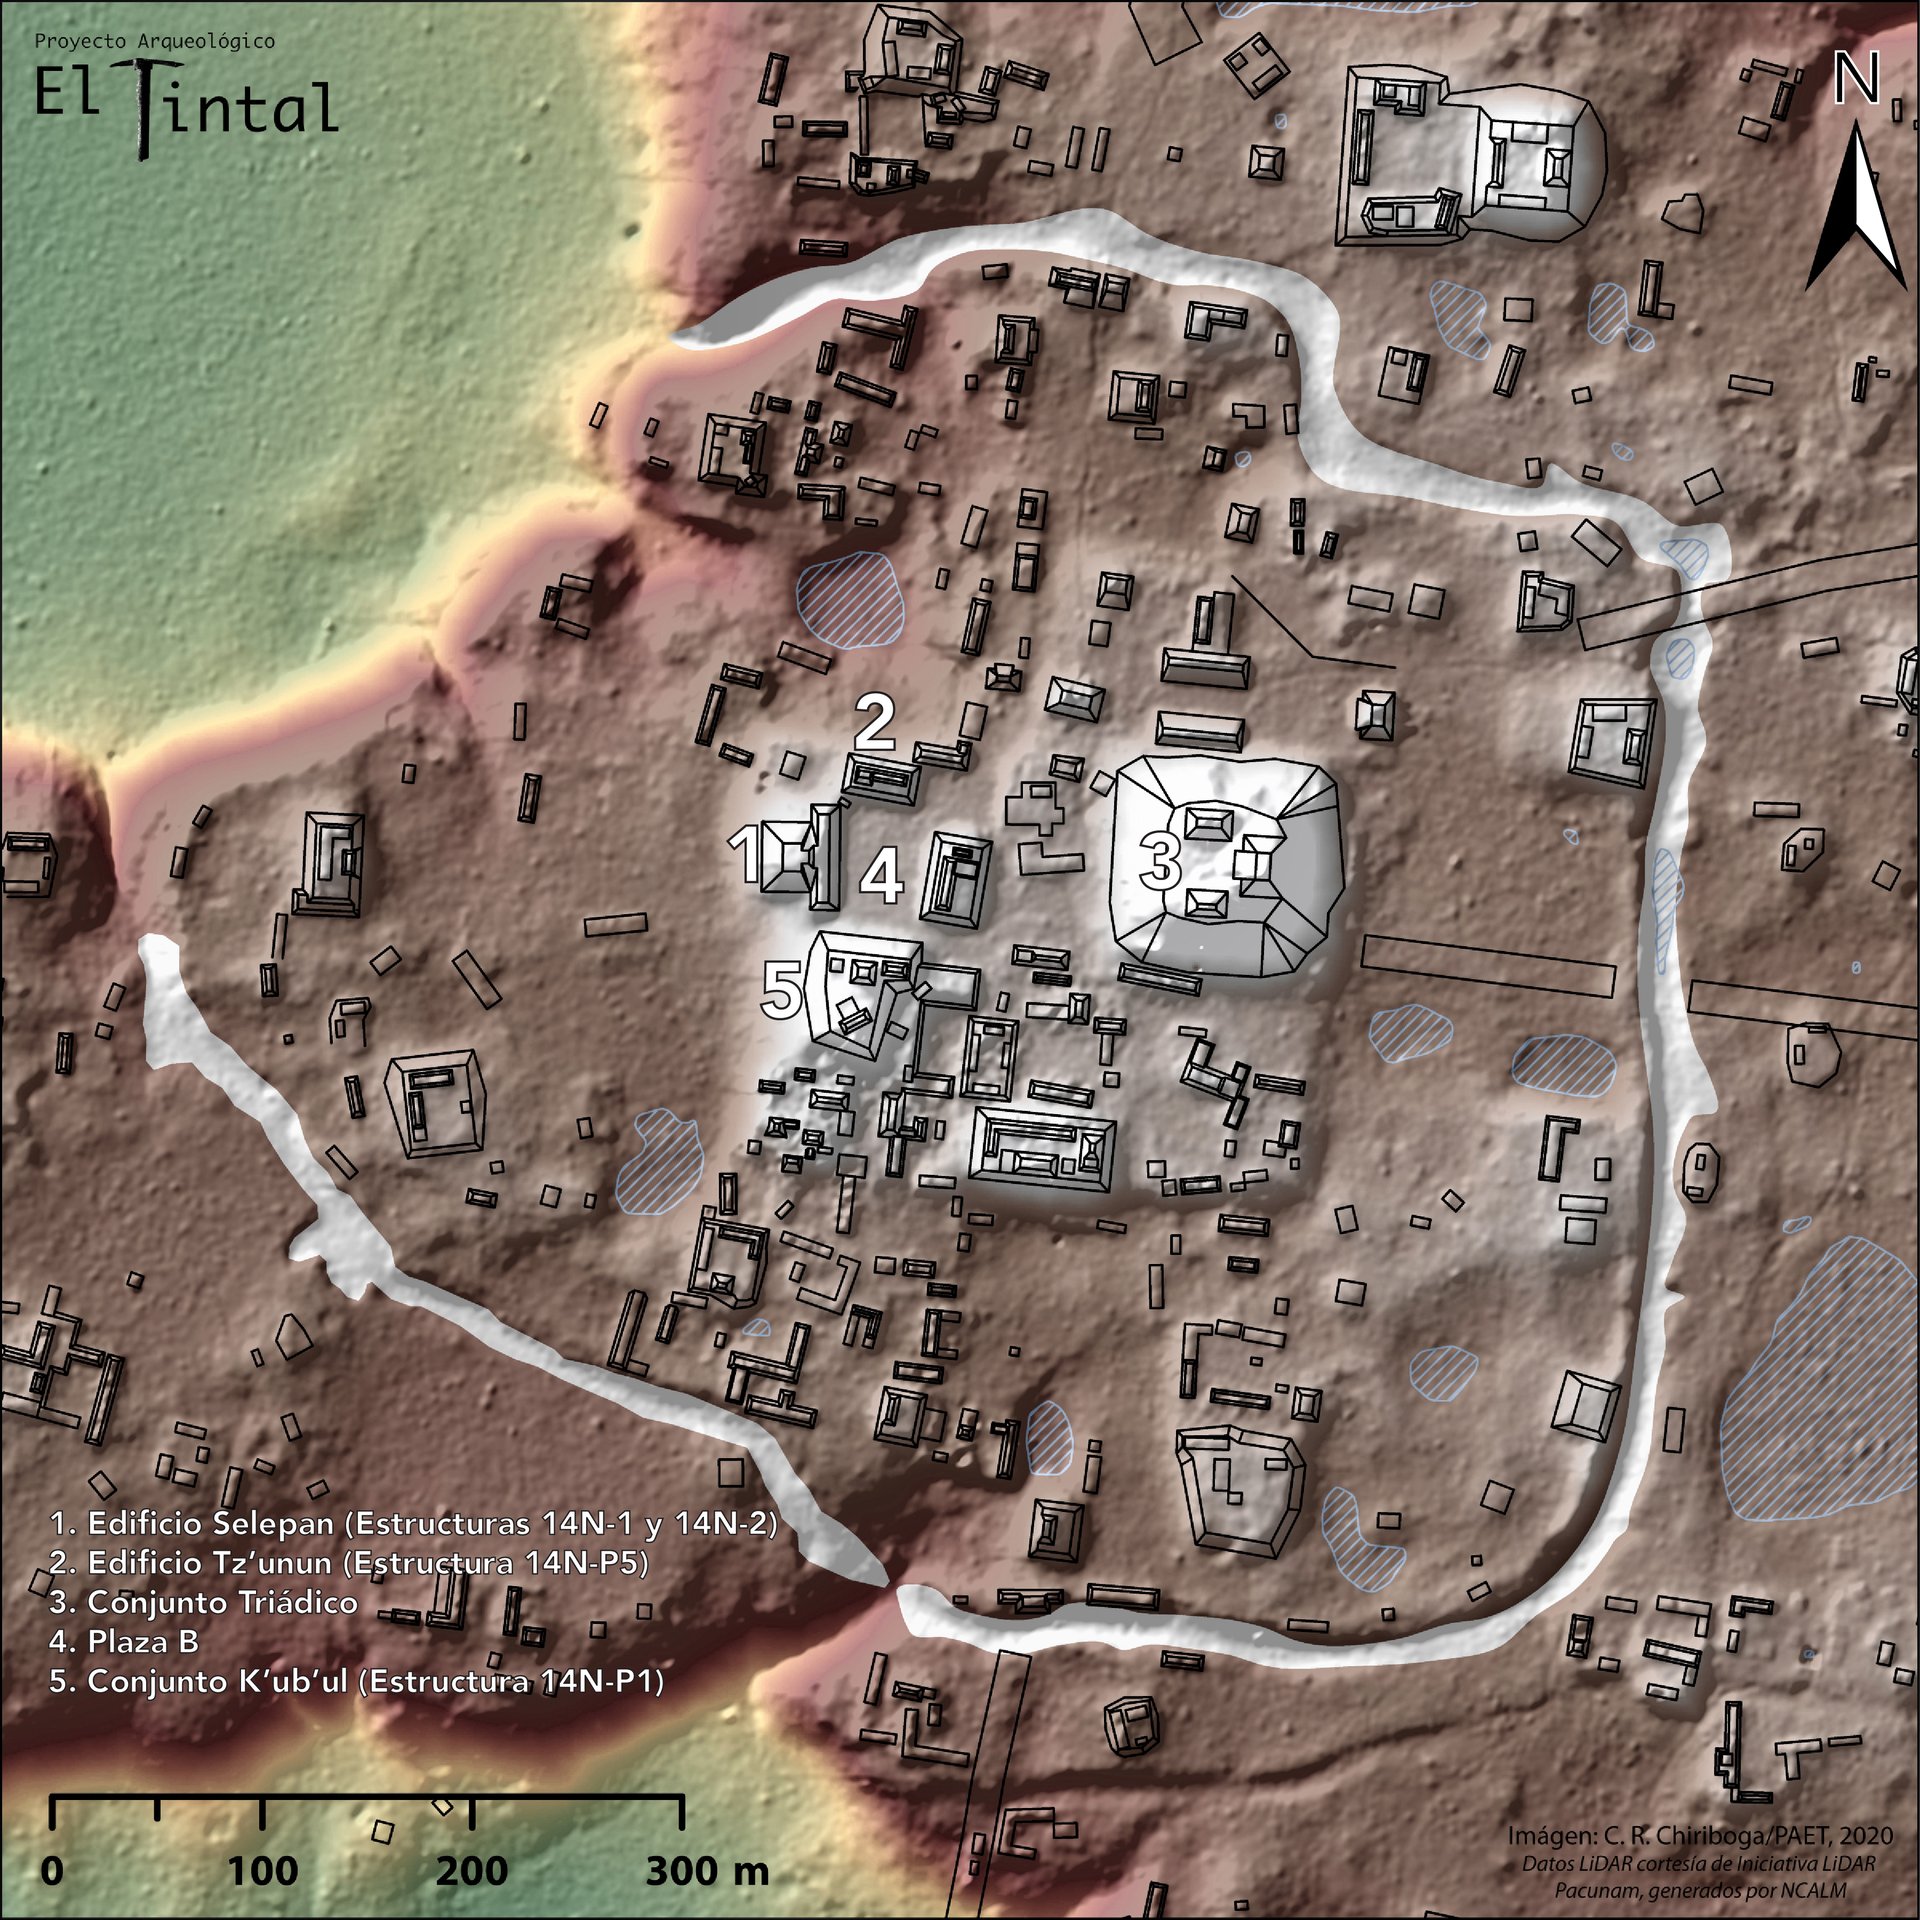 Proyecto Arqueológico
El Tintal
N
2
1
4
3
5
1. Edificio Selepan (Estructuras 14N-1 y 14N-2)
2. Edificio Tz’unun (Estructura 14N-P5)
3. Conjunto Triádico
4. Plaza B
5. Conjunto K’ub’ul (Estructura 14N-P1)
0 100 200 300 m
Imágen: C. R. Chiriboga/PAET, 2020
Datos LiDAR cortesía de Iniciativa LiDAR
Pacunam, generados por NCALM